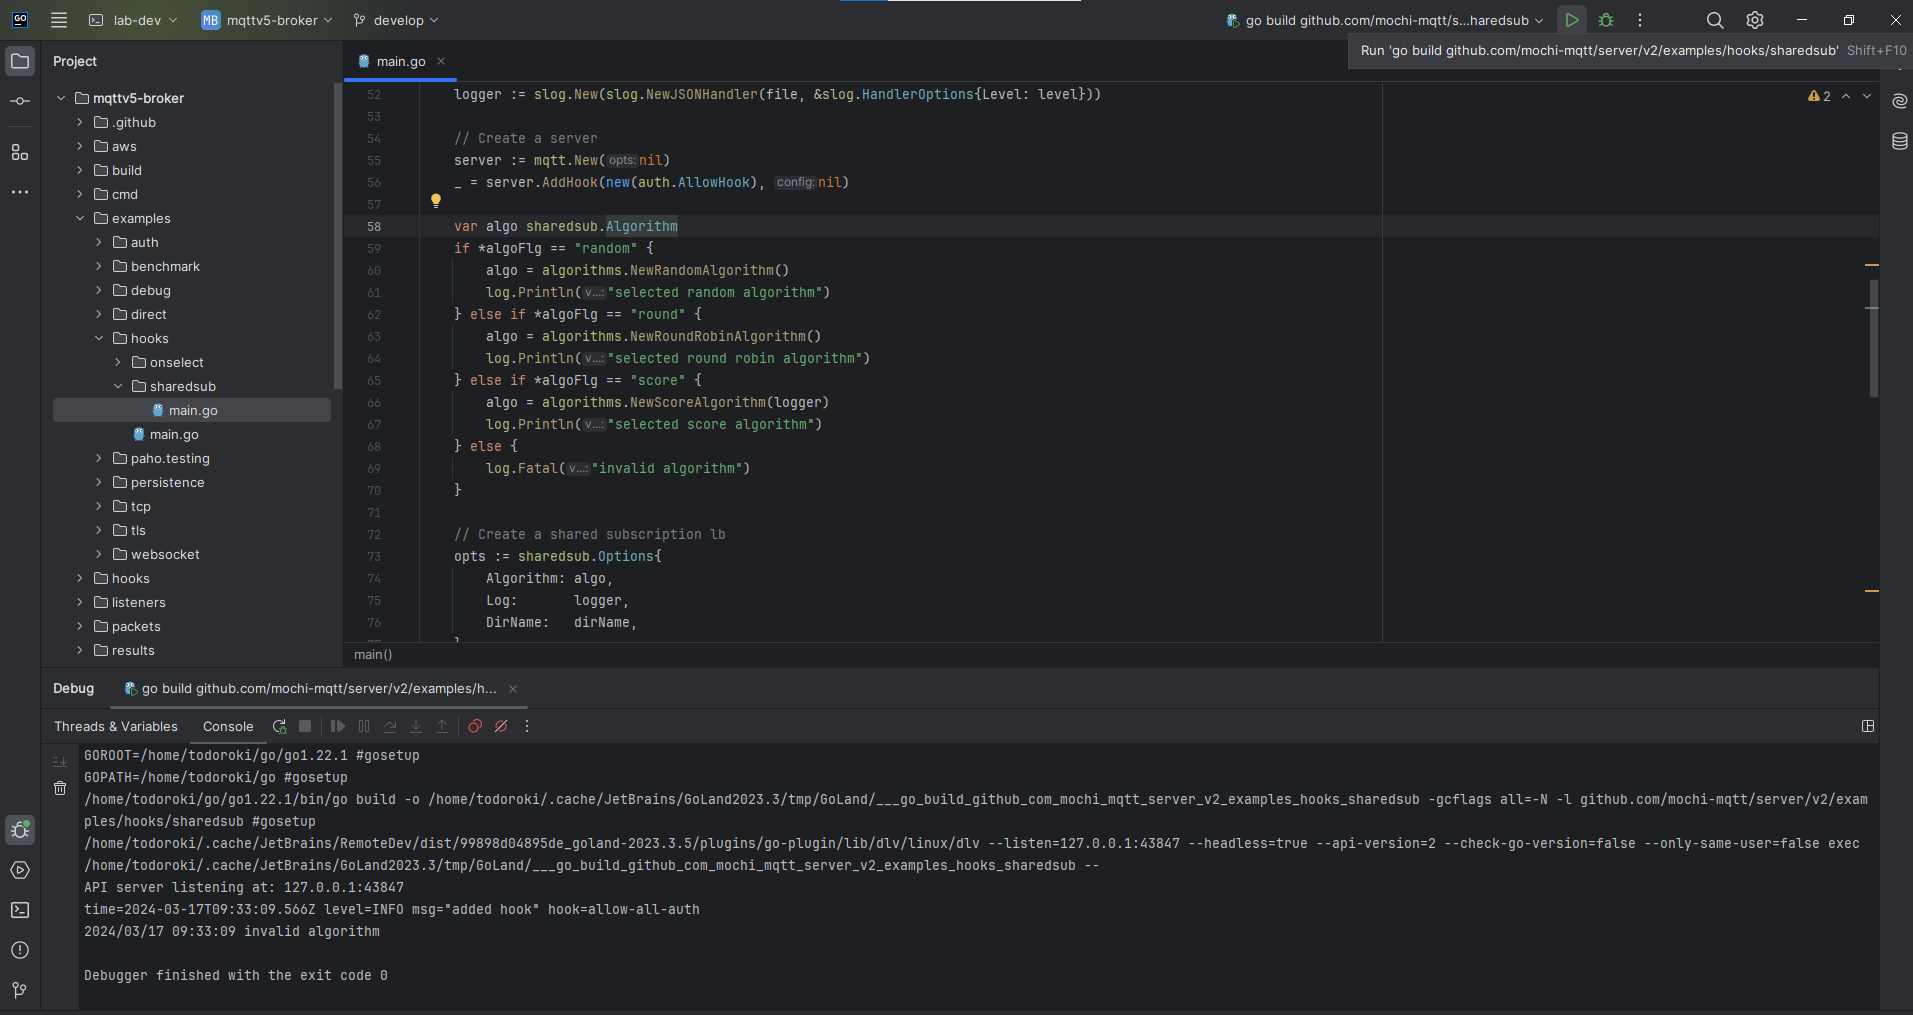 GO lab-dev MB mqttv5-broker develop go build github.com/mochi-mqtt/s...haredsub
Run 'go build github.com/mochi-mqtt/server/v2/examples/hooks/sharedsub' Shift+F10
Project
mqttv5-broker
.github
aws
build
cmd
examples
auth
benchmark
debug
direct
hooks
onselect
sharedsub
main.go
main.go
paho.testing
persistence
tcp
tls
websocket
hooks
listeners
packets
results
main.go
2
52 logger := slog.New(slog.NewJSONHandler(file, &slog.HandlerOptions{Level: level}))
53
54 // Create a server
55 server := mqtt.New( opts: nil)
56 _ = server.AddHook(new(auth.AllowHook), config: nil)
57
58 var algo sharedsub.Algorithm
59 if *algoFlg == "random" {
60 algo = algorithms.NewRandomAlgorithm()
61 log.Println( v...: "selected random algorithm")
62 } else if *algoFlg == "round" {
63 algo = algorithms.NewRoundRobinAlgorithm()
64 log.Println( v...: "selected round robin algorithm")
65 } else if *algoFlg == "score" {
66 algo = algorithms.NewScoreAlgorithm(logger)
67 log.Println( v...: "selected score algorithm")
68 } else {
69 log.Fatal( v...: "invalid algorithm")
70 }
71
72 // Create a shared subscription lb
73 opts := sharedsub.Options{
74 Algorithm: algo,
75 Log: logger,
76 DirName: dirName,
main()
Debug go build github.com/mochi-mqtt/server/v2/examples/h...
Threads & Variables Console
GOROOT=/home/todoroki/go/go1.22.1 #gosetup
GOPATH=/home/todoroki/go #gosetup
/home/todoroki/go/go1.22.1/bin/go build -o /home/todoroki/.cache/JetBrains/GoLand2023.3/tmp/GoLand/___go_build_github_com_mochi_mqtt_server_v2_examples_hooks_sharedsub -gcflags all=-N -l github.com/mochi-mqtt/server/v2/exam
ples/hooks/sharedsub #gosetup
/home/todoroki/.cache/JetBrains/RemoteDev/dist/99898d04895de_goland-2023.3.5/plugins/go-plugin/lib/dlv/linux/dlv --listen=127.0.0.1:43847 --headless=true --api-version=2 --check-go-version=false --only-same-user=false exec
/home/todoroki/.cache/JetBrains/GoLand2023.3/tmp/GoLand/___go_build_github_com_mochi_mqtt_server_v2_examples_hooks_sharedsub --
API server listening at: 127.0.0.1:43847
time=2024-03-17T09:33:09.566Z level=INFO msg="added hook" hook=allow-all-auth
2024/03/17 09:33:09 invalid algorithm
Debugger finished with the exit code 0